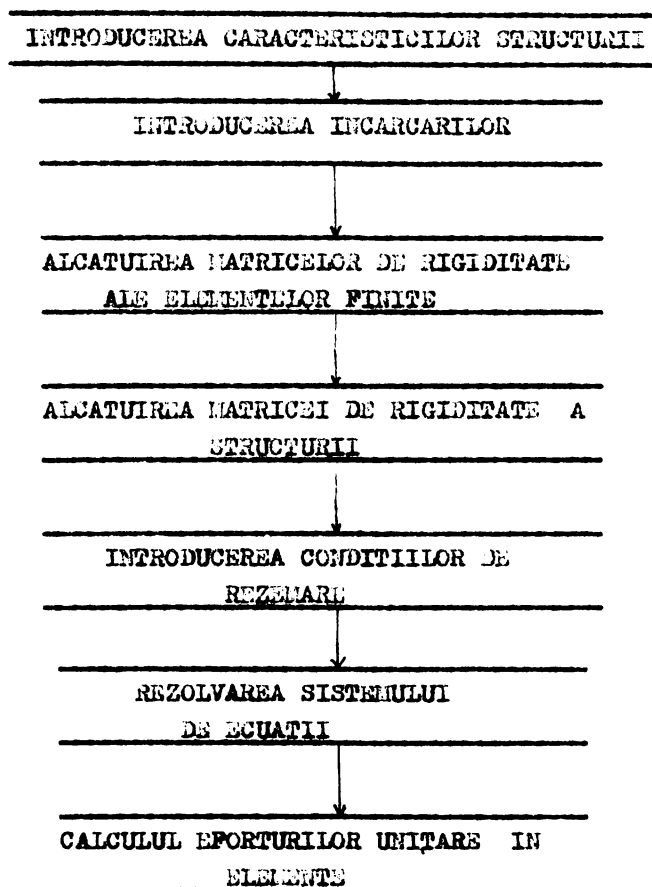 INTRODUCEREA CARACTERISTICILOR STRUCTURII
INTRODUCEREA INCARCARILOR
ALCATUIREA MATRICELOR DE RIGIDITATE
ALE ELEMENTELOR FINITE
ALCATUIREA MATRICEI DE RIGIDITATE A
STRUCTURII
INTRODUCEREA CONDITIILOR DE
REZEMARE
REZOLVAREA SISTEMULUI
DE ECUATII
CALCULUL EFORTURILOR UNITARE IN
ELEMENTE